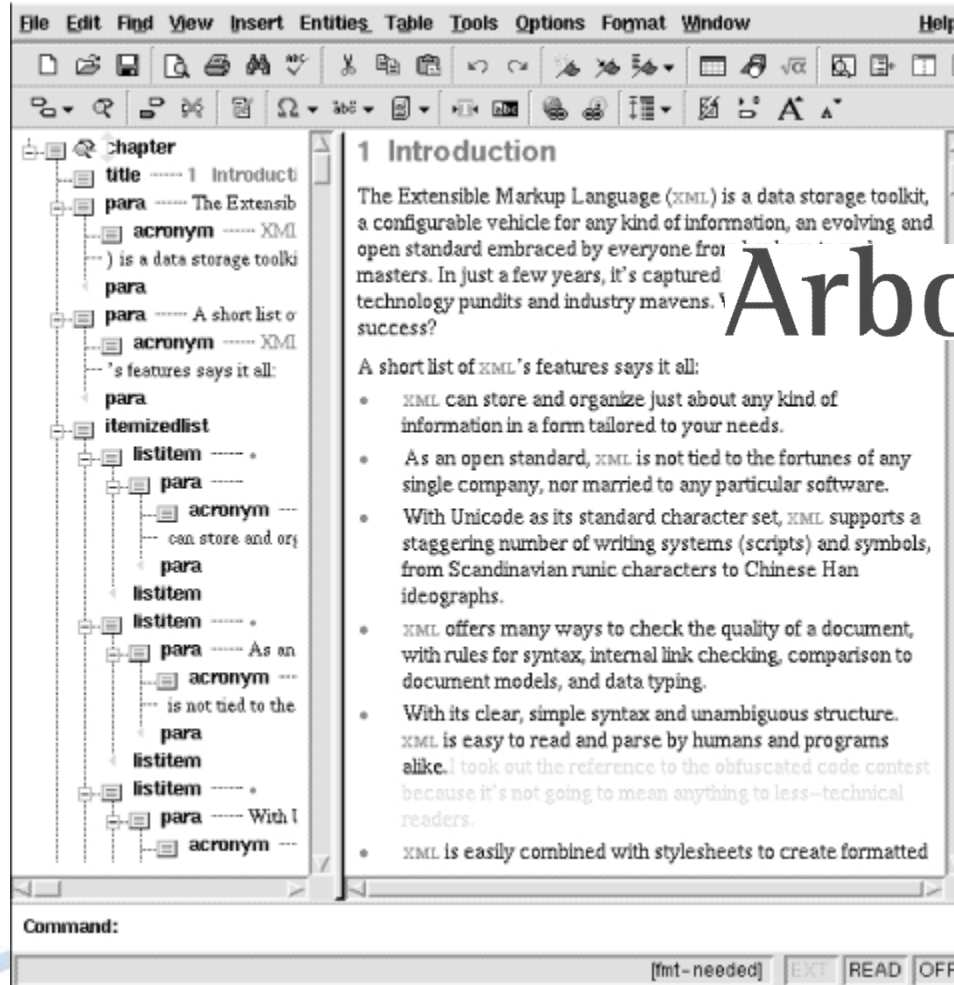 File Edit Find View Insert Entities Table Tools Options Format Window Help
chapter
title 1 Introducti
para The Extensib
acronym XMI
) is a data storage toolki
para
para A short list o
acronym XMI
's features says it all:
para
itemizedlist
listitem
para
acronym
can store and org
para
listitem
listitem
para As an
acronym
is not tied to the
para
listitem
listitem
para With U
acronym
1 Introduction
The Extensible Markup Language (XML) is a data storage toolkit,
a configurable vehicle for any kind of information, an evolving and
open standard embraced by everyone from
masters. In just a few years, it's captured
technology pundits and industry mavens.
success?
Arbo
A short list of XML's features says it all:
• XML can store and organize just about any kind of
information in a form tailored to your needs.
• As an open standard, XML is not tied to the fortunes of any
single company, nor married to any particular software.
• With Unicode as its standard character set, XML supports a
staggering number of writing systems (scripts) and symbols,
from Scandinavian runic characters to Chinese Han
ideographs.
• XML offers many ways to check the quality of a document,
with rules for syntax, internal link checking, comparison to
document models, and data typing.
• With its clear, simple syntax and unambiguous structure.
XML is easy to read and parse by humans and programs
alike.I took out the reference to the obfuscated code contest
because it's not going to mean anything to less-technical
readers.
• XML is easily combined with stylesheets to create formatted
Command:
[fmt-needed] EXT READ OFF